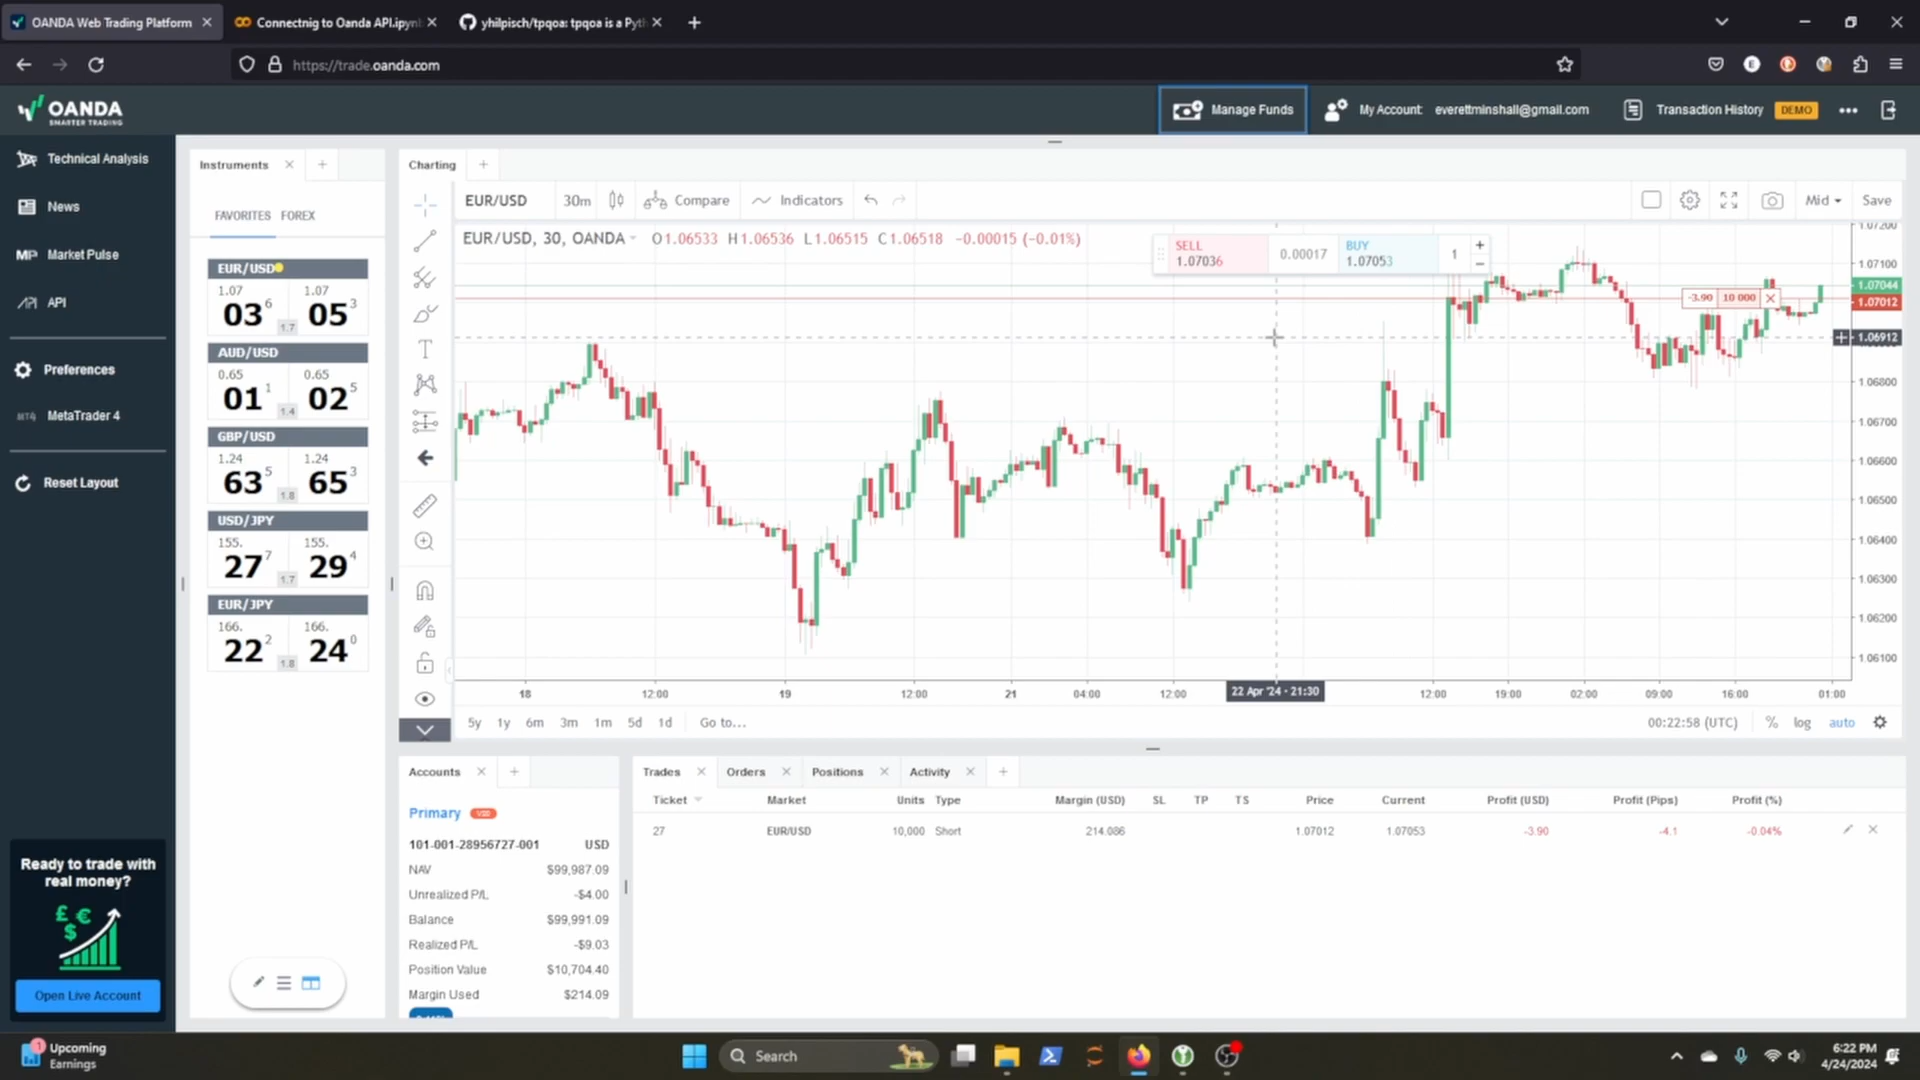 OANDA Web Trading Platform
Connectnig to Oanda API.ipyn
yhilpisch/tpqoa: tpqoa is a Pyth
https://trade.oanda.com
OANDA
SMARTER TRADING
Manage Funds
My Account: everettminshall@gmail.com
Transaction History
DEMO
Technical Analysis
News
MP Market Pulse
API
Preferences
MT4 MetaTrader 4
Reset Layout
Ready to trade with
real money?
Open Live Account
Instruments
FAVORITES FOREX
EUR/USD
1.07 1.07
03 6 05 3
1.7
AUD/USD
0.65 0.65
01 1 02 5
1.4
GBP/USD
1.24 1.24
63 5 65 3
1.8
USD/JPY
155. 155.
27 7 29 4
1.7
EUR/JPY
166. 166.
22 2 24 0
1.8
Charting
EUR/USD 30m Compare Indicators Mid Save
EUR/USD, 30, OANDA O1.06533 H1.06536 L1.06515 C1.06518 -0.00015 (-0.01%)
SELL
1.07036
0.00017
BUY
1.07053
1
-3.90 10 000
1.07200
1.07100
1.07044
1.07012
1.06912
1.06800
1.06700
1.06600
1.06500
1.06400
1.06300
1.06200
1.06100
18 12:00 19 12:00 21 04:00 12:00 22 Apr '24 - 21:30 12:00 19:00 02:00 09:00 16:00 01:00
5y 1y 6m 3m 1m 5d 1d Go to... 00:22:58 (UTC) % log auto
Accounts
Primary V20
101-001-28956727-001 USD
NAV $99,987.09
Unrealized P/L -$4.00
Balance $99,991.09
Realized P/L -$9.03
Position Value $10,704.40
Margin Used $214.09
Trades Orders Positions Activity
Ticket Market Units Type Margin (USD) SL TP TS Price Current Profit (USD) Profit (Pips) Profit (%)
27 EUR/USD 10,000 Short 214.086 1.07012 1.07053 -3.90 -4.1 -0.04%
1
Upcoming
Earnings
Search
6:22 PM
4/24/2024